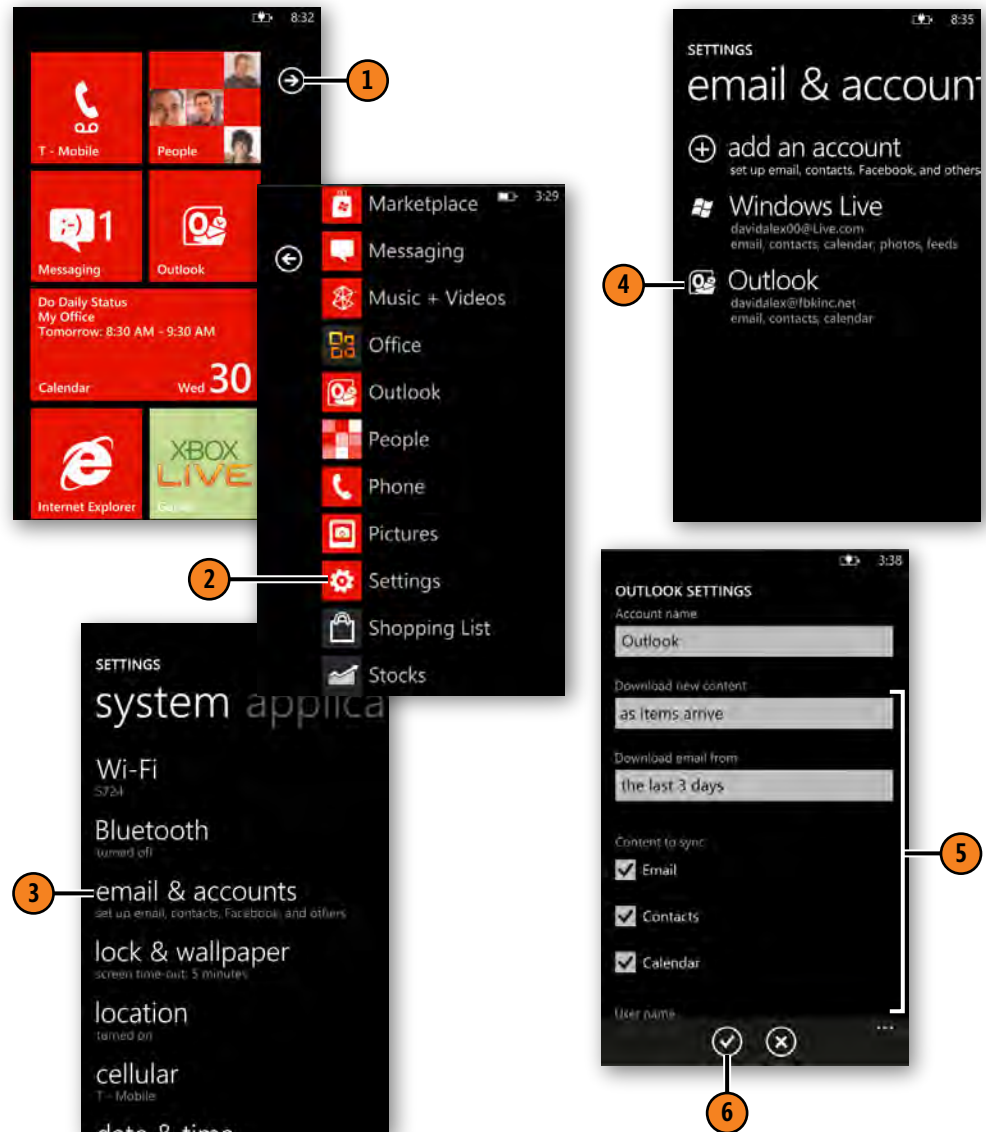 8:32
T - Mobile
People
1
;-) 1
Messaging
Outlook
Do Daily Status
My Office
Tomorrow: 8:30 AM - 9:30 AM
Calendar
Wed 30
Internet Explorer
XBOX
LIVE
3:29
Marketplace
Messaging
Music + Videos
Office
Outlook
People
Phone
Pictures
2
Settings
Shopping List
Stocks
SETTINGS
system applica
Wi-Fi
5724
Bluetooth
turned off
3
email & accounts
set up email, contacts, Facebook, and others
lock & wallpaper
screen time-out: 5 minutes
location
turned on
cellular
T - Mobile
date & time
8:35
SETTINGS
email & accoun
add an account
set up email, contacts, Facebook, and others
Windows Live
davidalex00@Live.com
email, contacts, calendar, photos, feeds
4
Outlook
davidalex@fbkinc.net
email, contacts, calendar
3:38
OUTLOOK SETTINGS
Account name
Outlook
Download new content
as items arrive
Download email from
the last 3 days
Content to sync
Email
5
Contacts
Calendar
User name
...
6